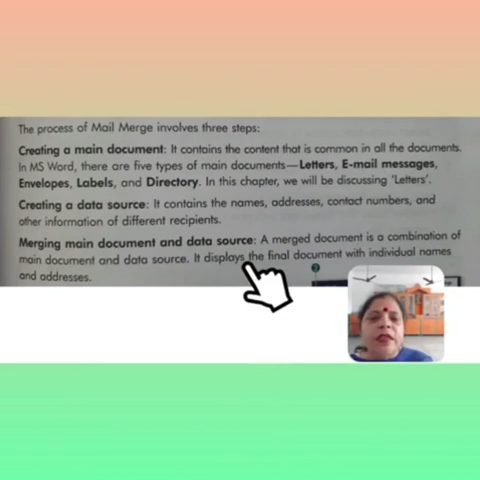 The process of Mail Merge involves three steps:
Creating a main document: It contains the content that is common in all the documents.
In MS Word, there are five types of main documents—Letters, E-mail messages,
Envelopes, Labels, and Directory. In this chapter, we will be discussing 'Letters'.
Creating a data source: It contains the names, addresses, contact numbers, and
other information of different recipients.
Merging main document and data source: A merged document is a combination of
main document and data source. It displays the final document with individual names
and addresses.